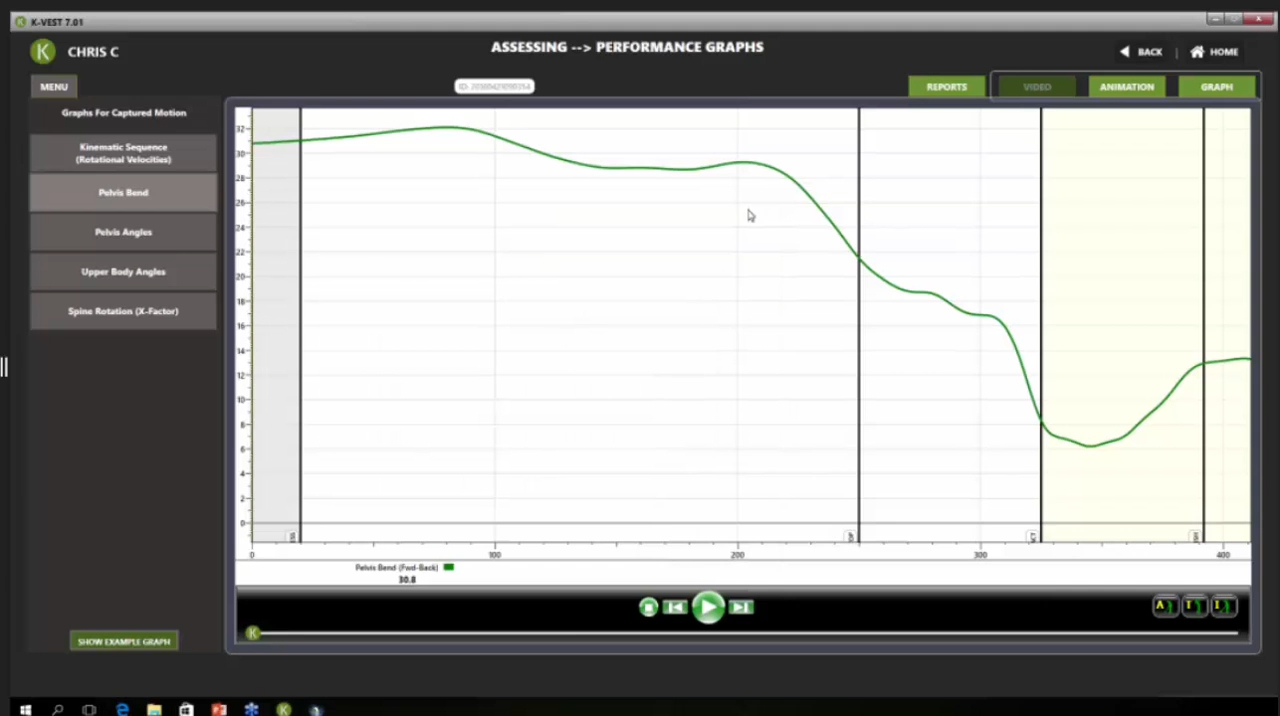 K-VEST 7.01
K CHRIS C
ASSESSING --> PERFORMANCE GRAPHS
BACK | HOME
MENU
REPORTS
VIDEO
ANIMATION
GRAPH
Graphs For Captured Motion
Kinematic Sequence
(Rotational Velocities)
Pelvis Bend
Pelvis Angles
Upper Body Angles
Spine Rotation (X-Factor)
32
30
28
26
24
22
20
18
16
14
12
10
8
6
4
2
0
0 100 200 300 400
Pelvis Bend (Fwd-Back)
30.8
A T I
K
SHOW EXAMPLE GRAPH